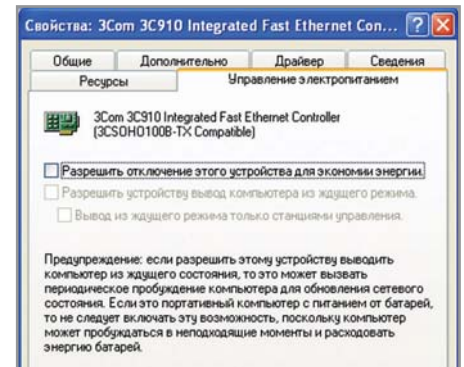 Свойства: 3Com 3C910 Integrated Fast Ethernet Con...
Общие Дополнительно Драйвер Сведения
Ресурсы Управление электропитанием
3Com 3C910 Integrated Fast Ethernet Controller
(3CSOHO100B-TX Compatible)
Разрешить отключение этого устройства для экономии энергии.
Разрешить устройству вывод компьютера из ждущего режима.
Вывод из ждущего режима только станциями управления.
Предупреждение: если разрешить этому устройству выводить
компьютер из ждущего состояния, то это может вызвать
периодическое пробуждение компьютера для обновления сетевого
состояния. Если это портативный компьютер с питанием от батарей,
то не следует включать эту возможность, поскольку компьютер
может пробуждаться в неподходящие моменты и расходовать
энергию батарей.